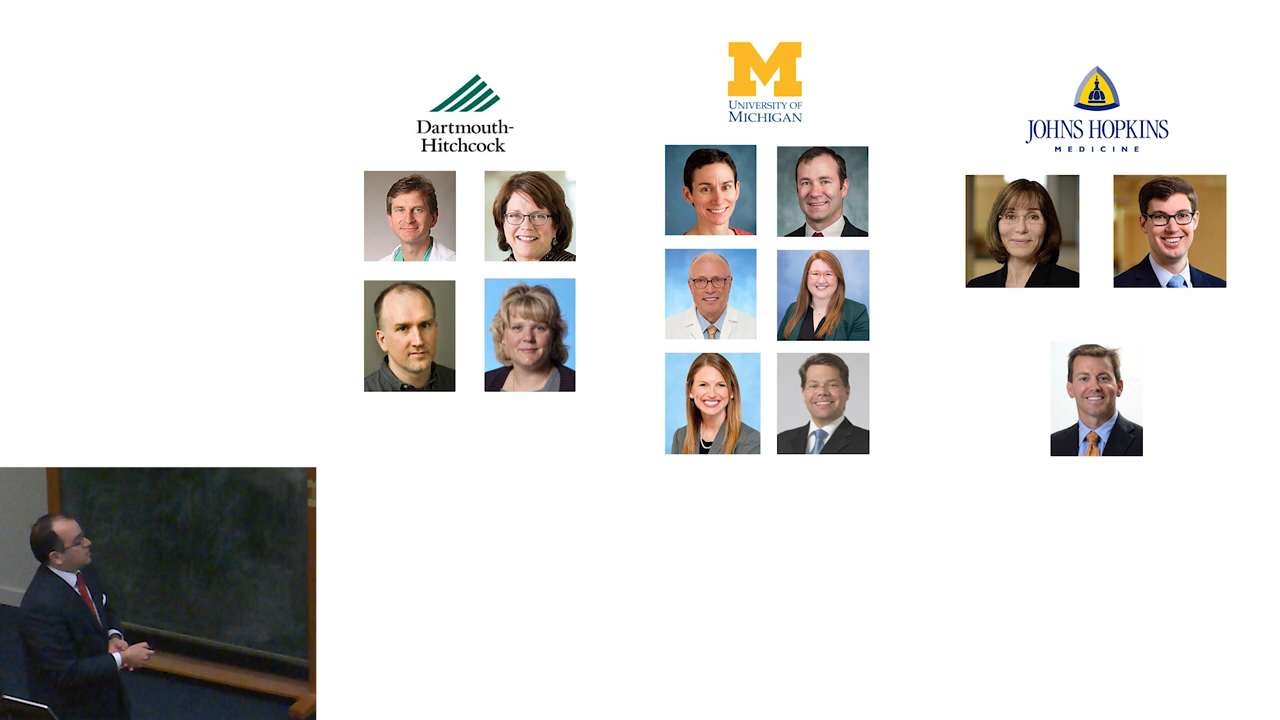 Dartmouth-
Hitchcock
M
UNIVERSITY OF
MICHIGAN
JOHNS HOPKINS
MEDICINE